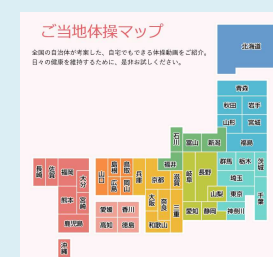 ご当地体操マップ
全国の自治体が考案した、自宅でもできる体操動画をご紹介。
日々の健康を維持するために、是非お試しください。
北海道
青森
秋田 岩手
山形 宮城
石川 富山 新潟 福島
福井 岐阜 長野 群馬 栃木 茨城
長崎 佐賀 福岡 大分 山口 島根 鳥取 広島 岡山 兵庫 京都 滋賀 埼玉
山梨 東京 千葉
熊本 宮崎 愛媛 香川 大阪 奈良 三重 愛知 静岡 神奈川
鹿児島 高知 徳島 和歌山
沖縄